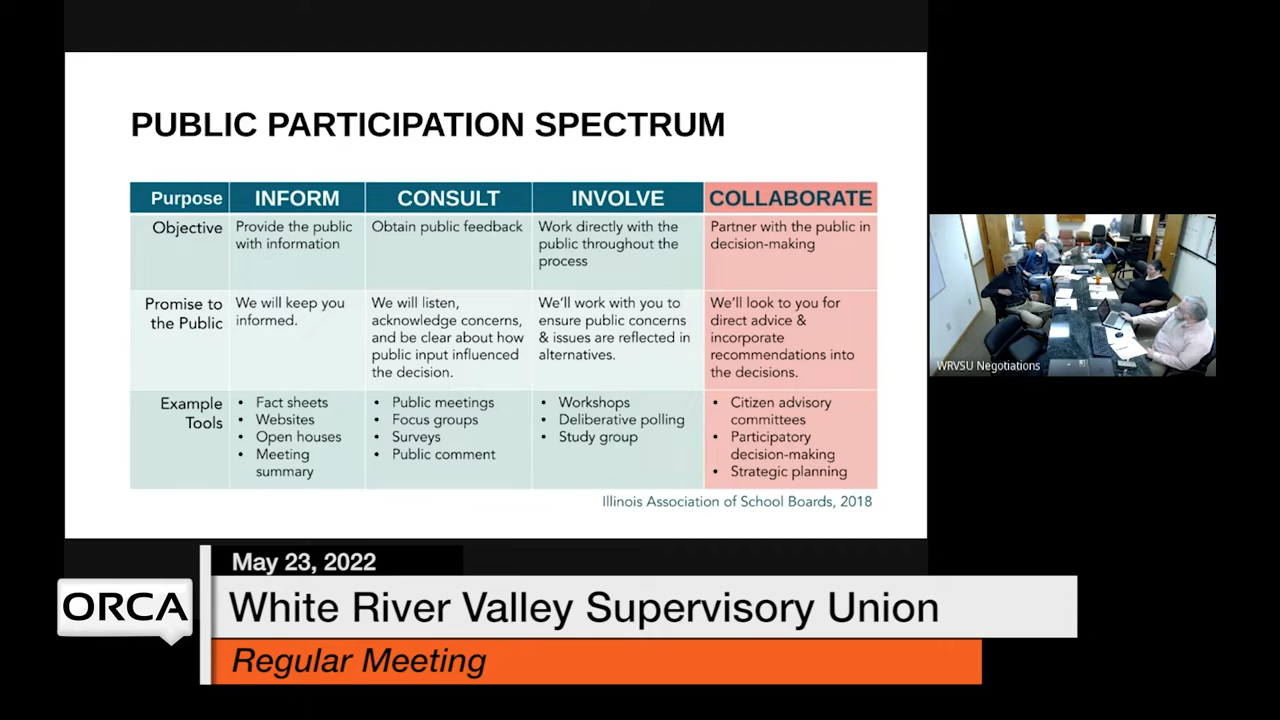 PUBLIC PARTICIPATION SPECTRUM
Purpose
INFORM
CONSULT
INVOLVE
COLLABORATE
Objective
Provide the public
with information
Obtain public feedback
Work directly with the
public throughout the
process
Partner with the public in
decision-making
Promise to
the Public
We will keep you
informed.
We will listen,
acknowledge concerns,
and be clear about how
public input influenced
the decision.
We'll work with you to
ensure public concerns
& issues are reflected in
alternatives.
We'll look to you for
direct advice &
incorporate
recommendations into
the decisions.
Example
Tools
• Fact sheets
• Websites
• Open houses
• Meeting
summary
• Public meetings
• Focus groups
• Surveys
• Public comment
• Workshops
• Deliberative polling
• Study group
• Citizen advisory
committees
• Participatory
decision-making
• Strategic planning
Illinois Association of School Boards, 2018
WRVSU Negotiations
May 23, 2022
ORCA
White River Valley Supervisory Union
Regular Meeting